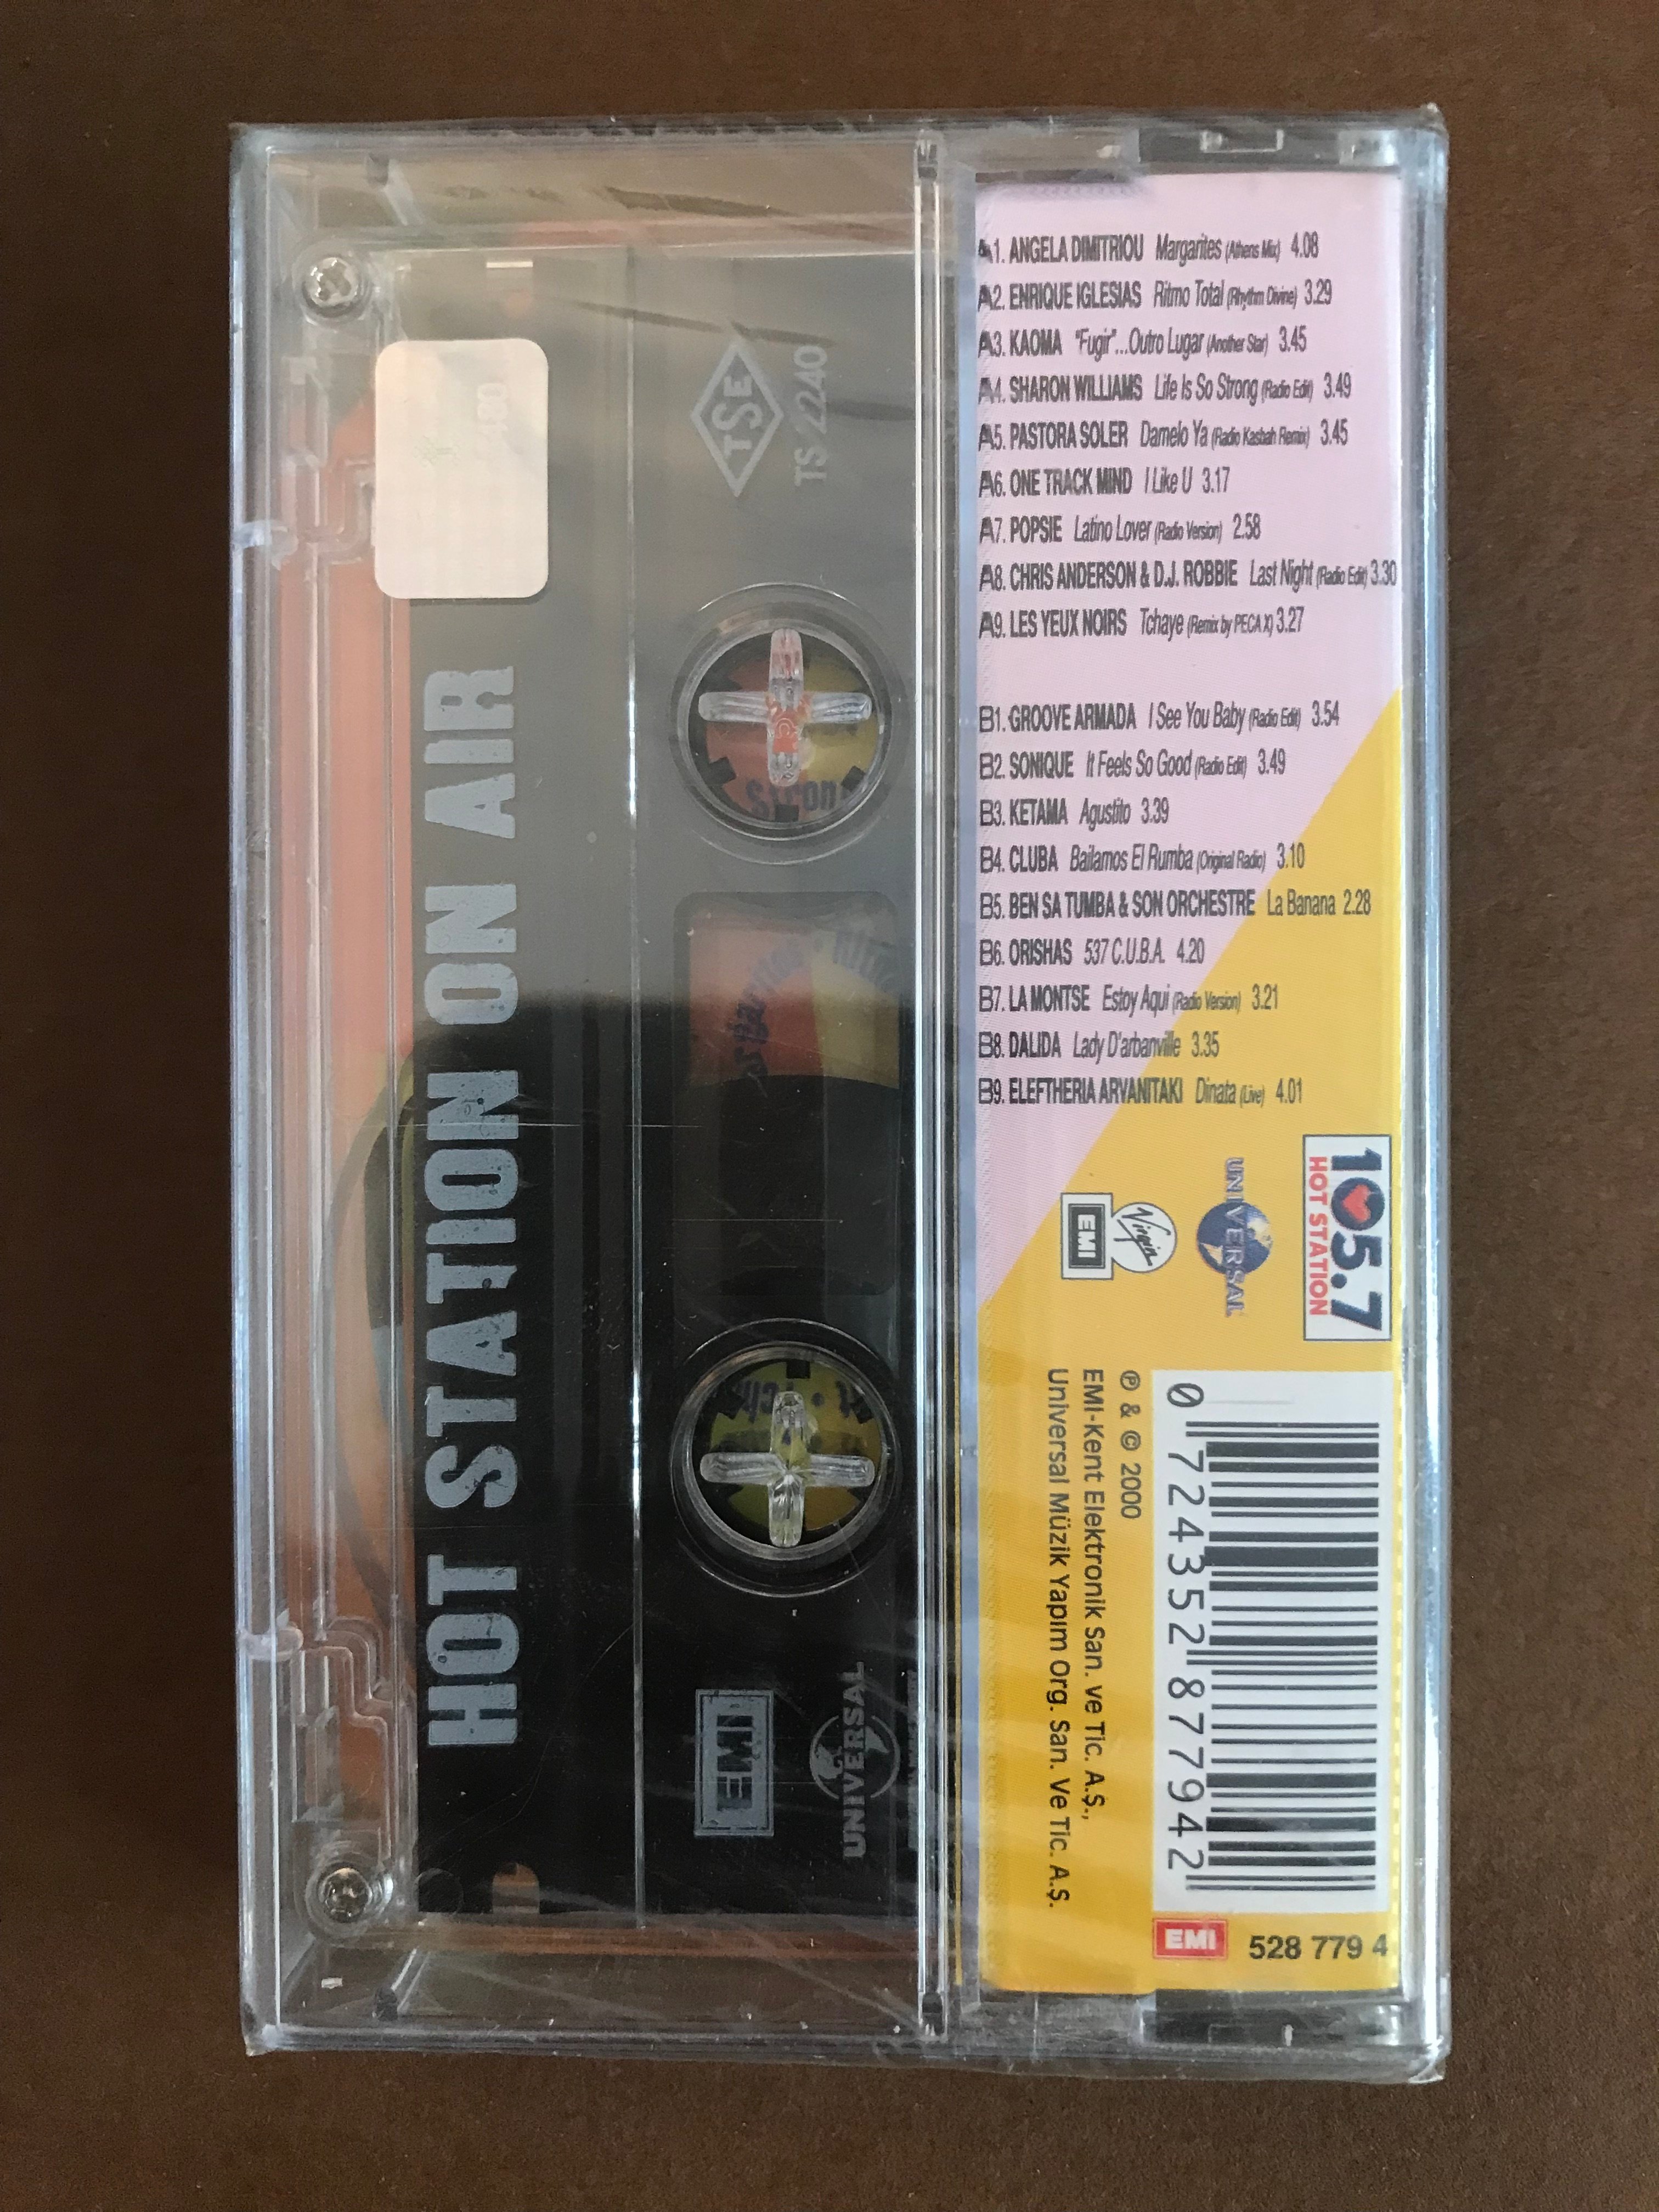 A1. ANGELA DIMITRIOU Margarites (Athens Mix) 4.08
A2. ENRIQUE IGLESIAS Ritmo Total (Rhythm Divine) 3.29
A3. KAOMA "Fugir"...Outro Lugar (Another Star) 3.45
A4. SHARON WILLIAMS Life Is So Strong (Radio Edit) 3.49
A5. PASTORA SOLER Damelo Ya (Radio Kasbah Remix) 3.45
A6. ONE TRACK MIND I Like U 3.17
A7. POPSIE Latino Lover (Radio Version) 2.58
A8. CHRIS ANDERSON & D.J. ROBBIE Last Night (Radio Edit) 3.30
A9. LES YEUX NOIRS Tchaye (Remix by PECA X) 3.27
B1. GROOVE ARMADA I See You Baby (Radio Edit) 3.54
B2. SONIQUE It Feels So Good (Radio Edit) 3.49
B3. KETAMA Agustito 3.39
B4. CLUBA Bailamos El Rumba (Original Radio) 3.10
B5. BEN SA TUMBA & SON ORCHESTRE La Banana 2.28
B6. ORISHAS 537 C.U.B.A. 4.20
B7. LA MONTSE Estoy Aqui (Radio Version) 3.21
B8. DALIDA Lady D'arbanville 3.35
B9. ELEFTHERIA ARVANITAKI Dinata (Live) 4.01
105.7
HOT STATION
UNIVERSAL
Virgin
EMI
℗ & © 2000
EMI-Kent Elektronik San. ve Tic. A.Ş.,
Universal Müzik Yapım Org. San. Ve Tic. A.Ş.
0 724352 877942
EMI 528 779 4
HOT STATION ON AIR
TSE
TS 2240
EMI
UNIVERSAL